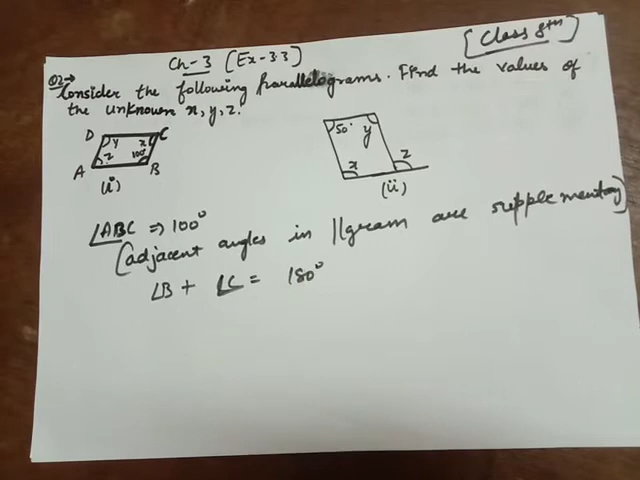 Ch-3 (Ex-3.3)
[Class 8th]
Q2→
Consider the following parallelograms. Find the values of
the unknown x, y, z.
D y x C
A z 100° B
(i)
50° y
x z
(ii)
∠ABC ⇒ 100°
(adjacent angles in ||gram are supplementary)
∠B + ∠C = 180°